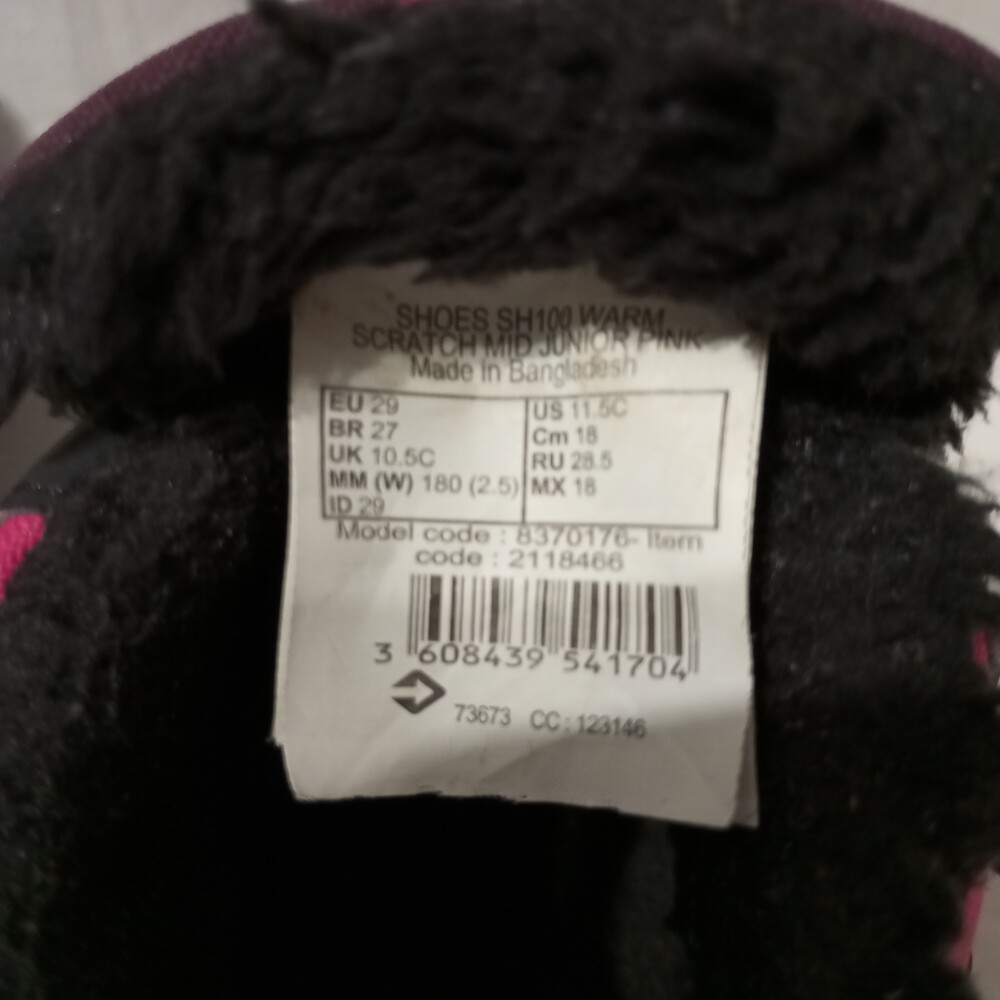 SHOES SH100 WARM
SCRATCH MID JUNIOR PINK
Made in Bangladesh
EU 29
BR 27
UK 10.5C
MM (W) 180 (2.5)
ID 29
US 11.5C
Cm 18
RU 28.5
MX 18
Model code : 8370176- Item
code : 2118466
3 608439 541704
73673 CC : 123146